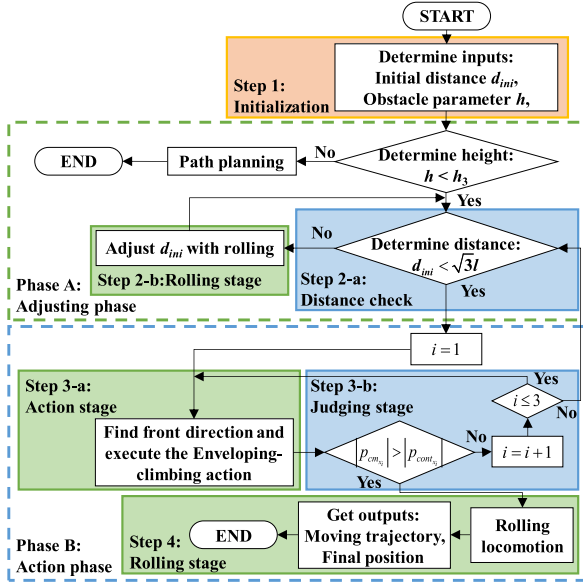 START
Step 1:
Initialization
Determine inputs:
Initial distance d_ini,
Obstacle parameter h,
Determine height:
h < h_3
No
Path planning
END
Yes
Determine distance:
d_ini < √3l
No
Adjust d_ini with rolling
Step 2-b:Rolling stage
Step 2-a:
Distance check
Yes
Phase A:
Adjusting phase
i = 1
Step 3-a:
Action stage
Find front direction and
execute the Enveloping-
climbing action
Step 3-b:
Judging stage
|p_cm_xj| > |p_cont_xj|
No
i = i+1
i ≤ 3
Yes
No
Yes
Rolling
locomotion
Get outputs:
Moving trajectory,
Final position
END
Step 4:
Rolling stage
Phase B:
Action phase